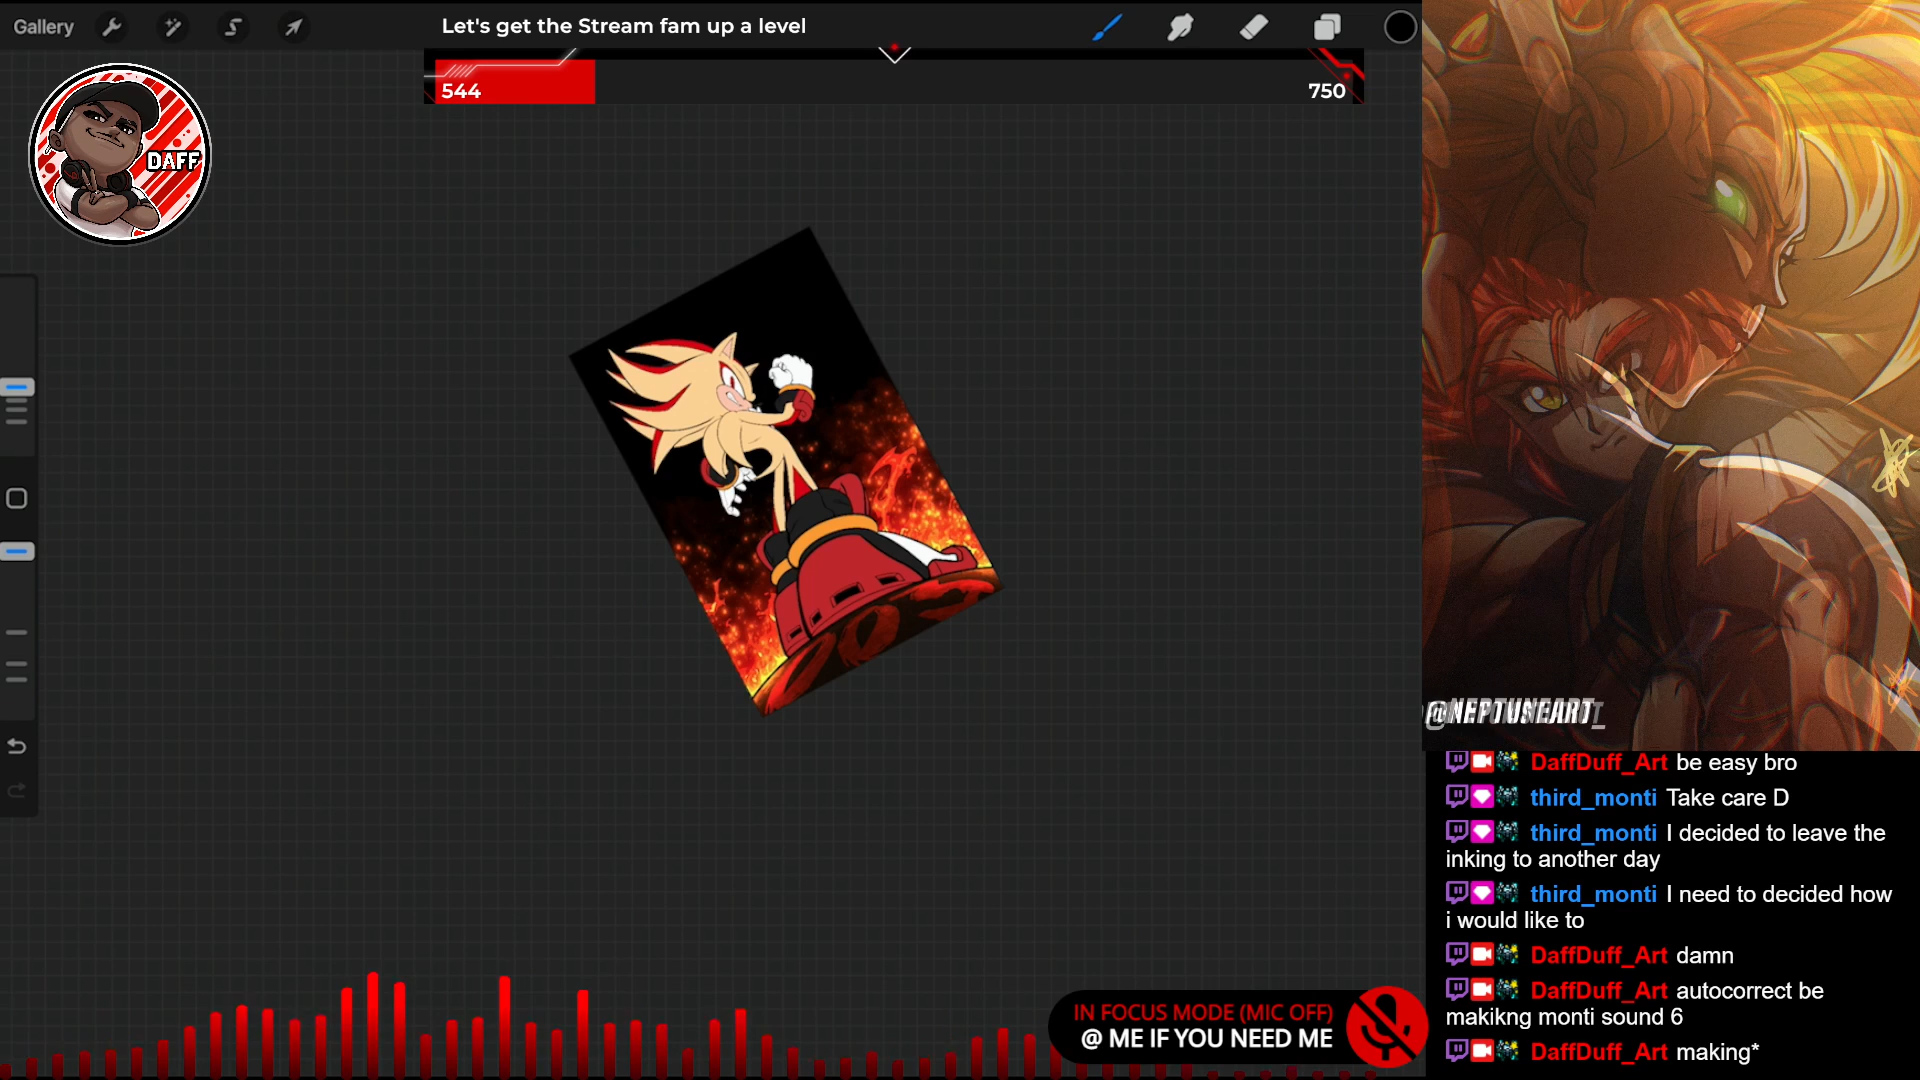 Gallery
Let's get the Stream fam up a level
544
750
DAFF
@NEPTUNEART_
DaffDuff_Art be easy bro
third_monti Take care D
third_monti I decided to leave the
inking to another day
third_monti I need to decided how
i would like to
DaffDuff_Art damn
DaffDuff_Art autocorrect be
makikng monti sound 6
DaffDuff_Art making*
IN FOCUS MODE (MIC OFF)
@ ME IF YOU NEED ME